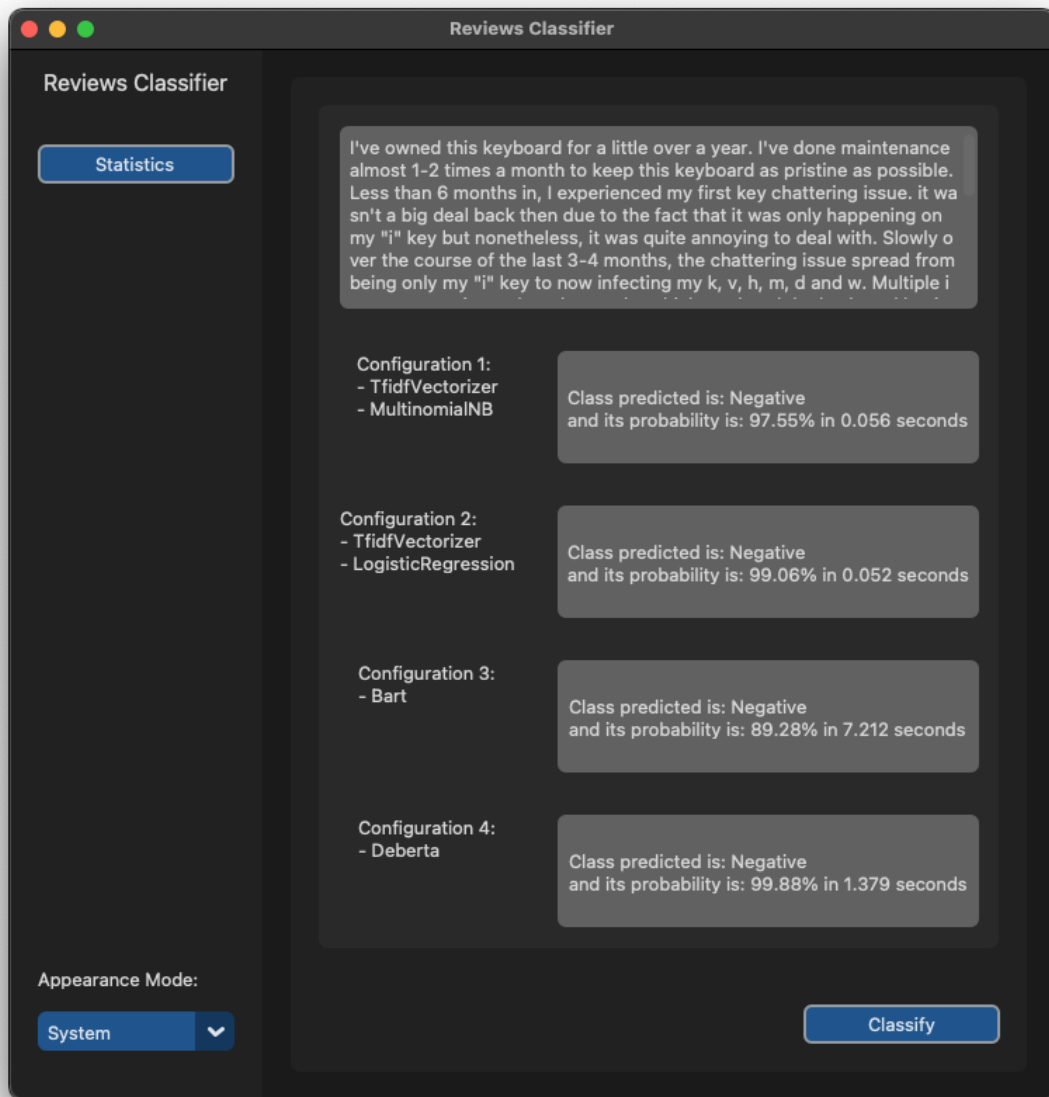 Reviews Classifier
Reviews Classifier
Statistics
I've owned this keyboard for a little over a year. I've done maintenance
almost 1-2 times a month to keep this keyboard as pristine as possible.
Less than 6 months in, I experienced my first key chattering issue. it wa
sn't a big deal back then due to the fact that it was only happening on
my "i" key but nonetheless, it was quite annoying to deal with. Slowly o
ver the course of the last 3-4 months, the chattering issue spread from
being only my "i" key to now infecting my k, v, h, m, d and w. Multiple i
Configuration 1:
- TfidfVectorizer
- MultinomialNB
Class predicted is: Negative
and its probability is: 97.55% in 0.056 seconds
Configuration 2:
- TfidfVectorizer
- LogisticRegression
Class predicted is: Negative
and its probability is: 99.06% in 0.052 seconds
Configuration 3:
- Bart
Class predicted is: Negative
and its probability is: 89.28% in 7.212 seconds
Configuration 4:
- Deberta
Class predicted is: Negative
and its probability is: 99.88% in 1.379 seconds
Appearance Mode:
System
Classify